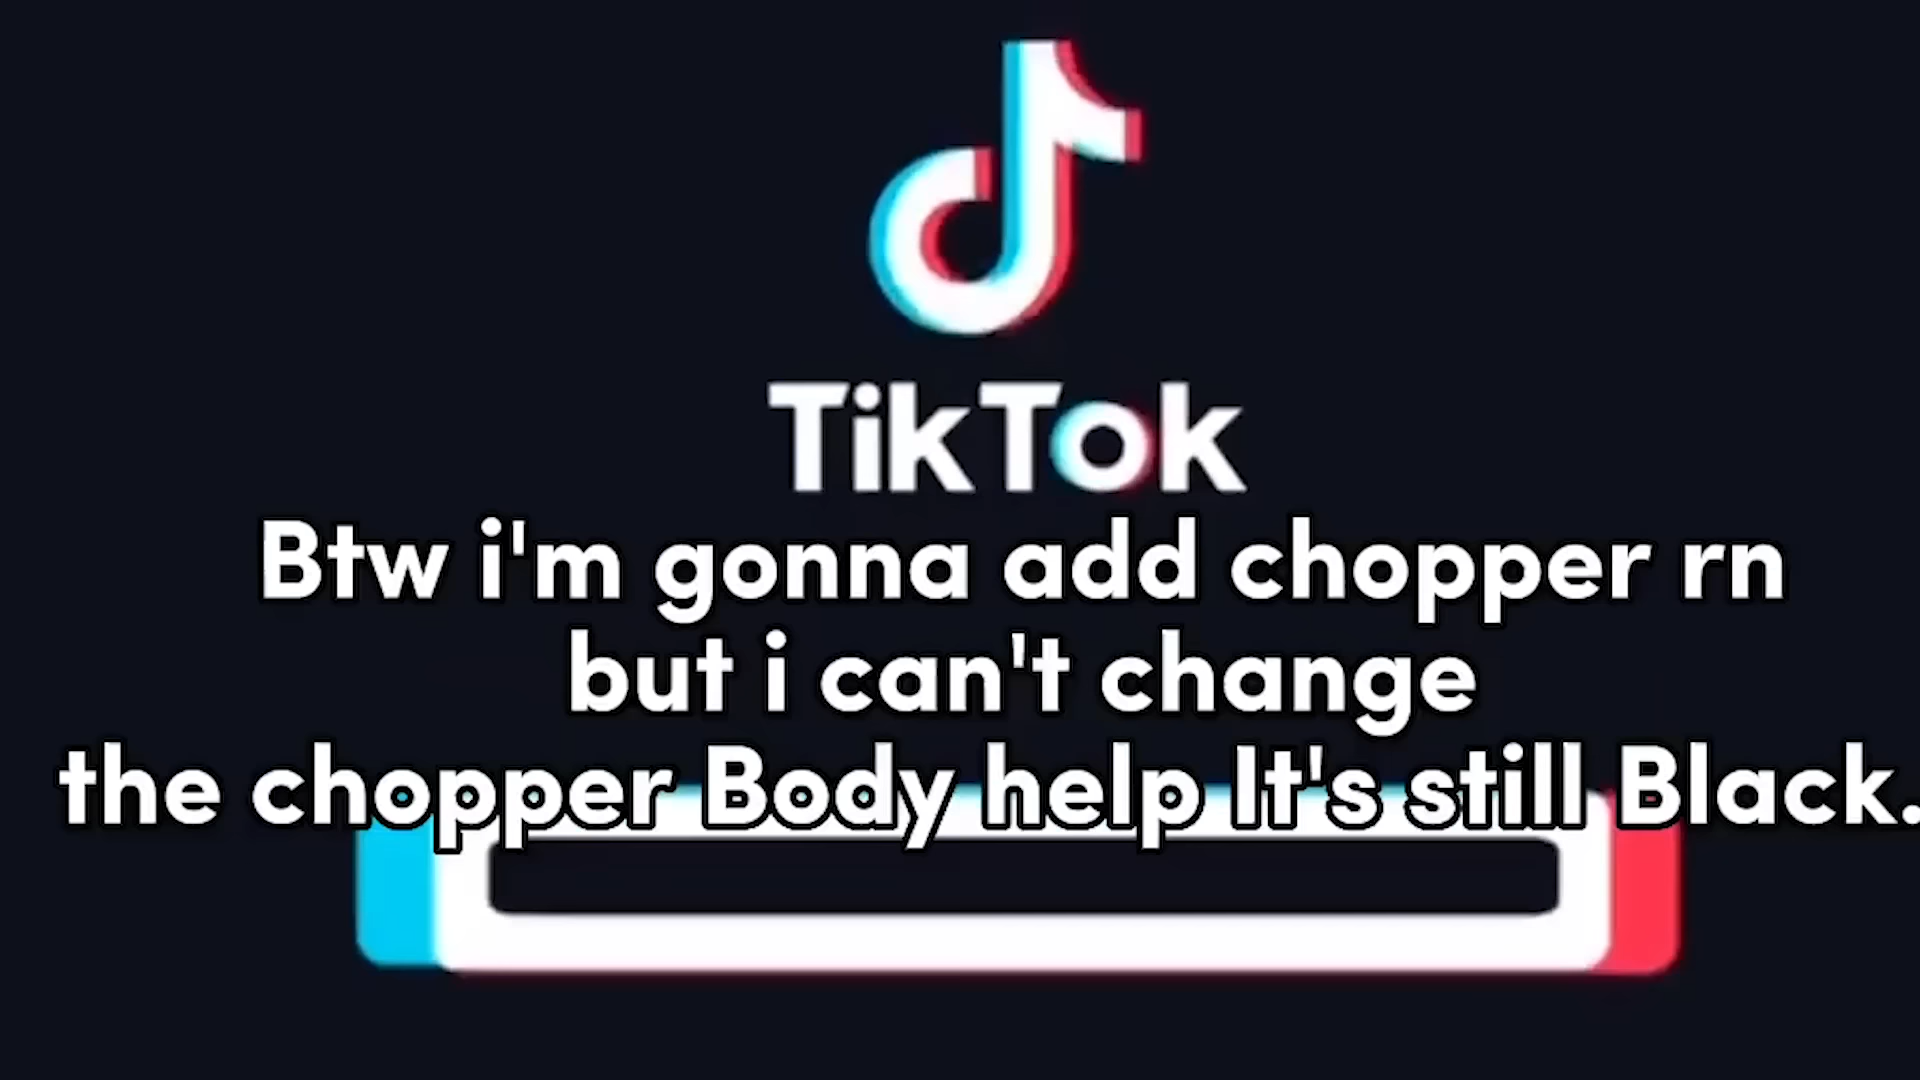 TikTok
Btw i'm gonna add chopper rn
but i can't change
the chopper Body help It's still Black.